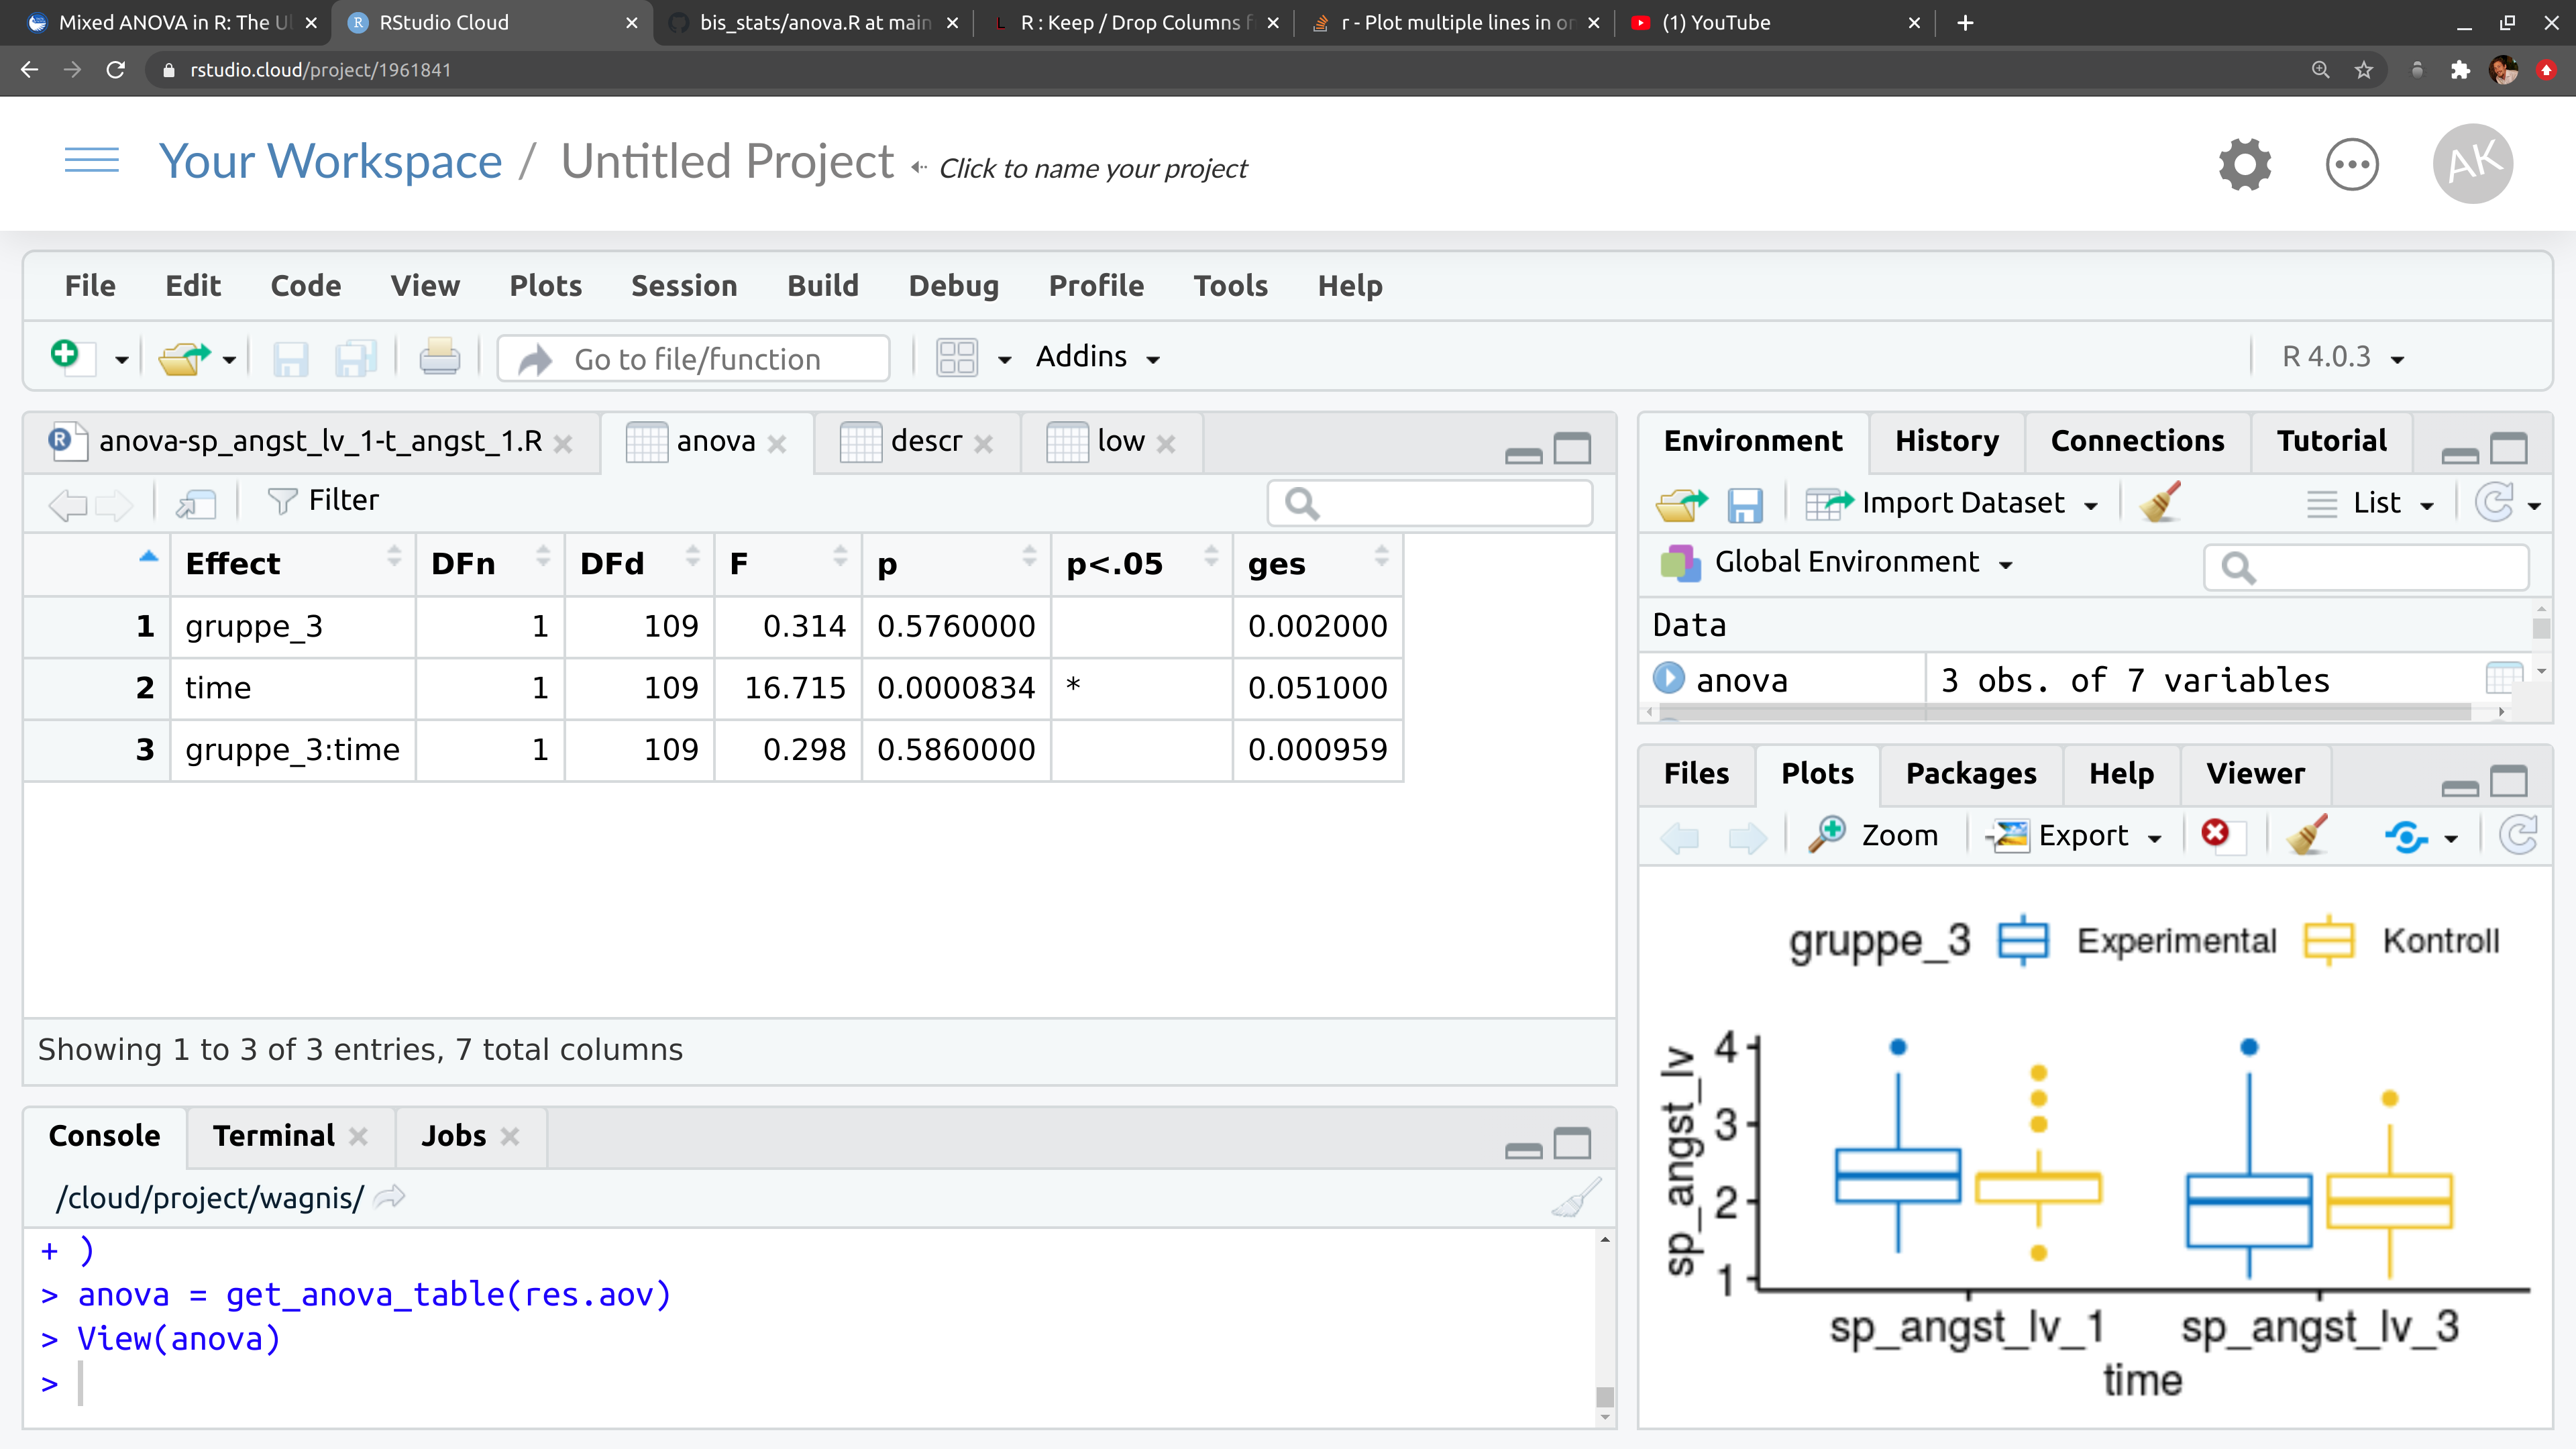 Mixed ANOVA in R: The Ul
RStudio Cloud
bis_stats/anova.R at main
R : Keep / Drop Columns f
r - Plot multiple lines in on
(1) YouTube
rstudio.cloud/project/1961841
Your Workspace / Untitled Project Click to name your project
AK
File Edit Code View Plots Session Build Debug Profile Tools Help
Go to file/function
Addins
R 4.0.3
anova-sp_angst_lv_1-t_angst_1.R
anova
descr
low
Filter
Effect DFn DFd F p p<.05 ges
1 gruppe_3 1 109 0.314 0.5760000 0.002000
2 time 1 109 16.715 0.0000834 * 0.051000
3 gruppe_3:time 1 109 0.298 0.5860000 0.000959
Showing 1 to 3 of 3 entries, 7 total columns
Console Terminal Jobs
/cloud/project/wagnis/
+ )
> anova = get_anova_table(res.aov)
> View(anova)
>
Environment History Connections Tutorial
Import Dataset
List
Global Environment
Data
anova 3 obs. of 7 variables
Files Plots Packages Help Viewer
Zoom
Export
gruppe_3 Experimental Kontroll
sp_angst_lv
4
3
2
1
sp_angst_lv_1 sp_angst_lv_3
time